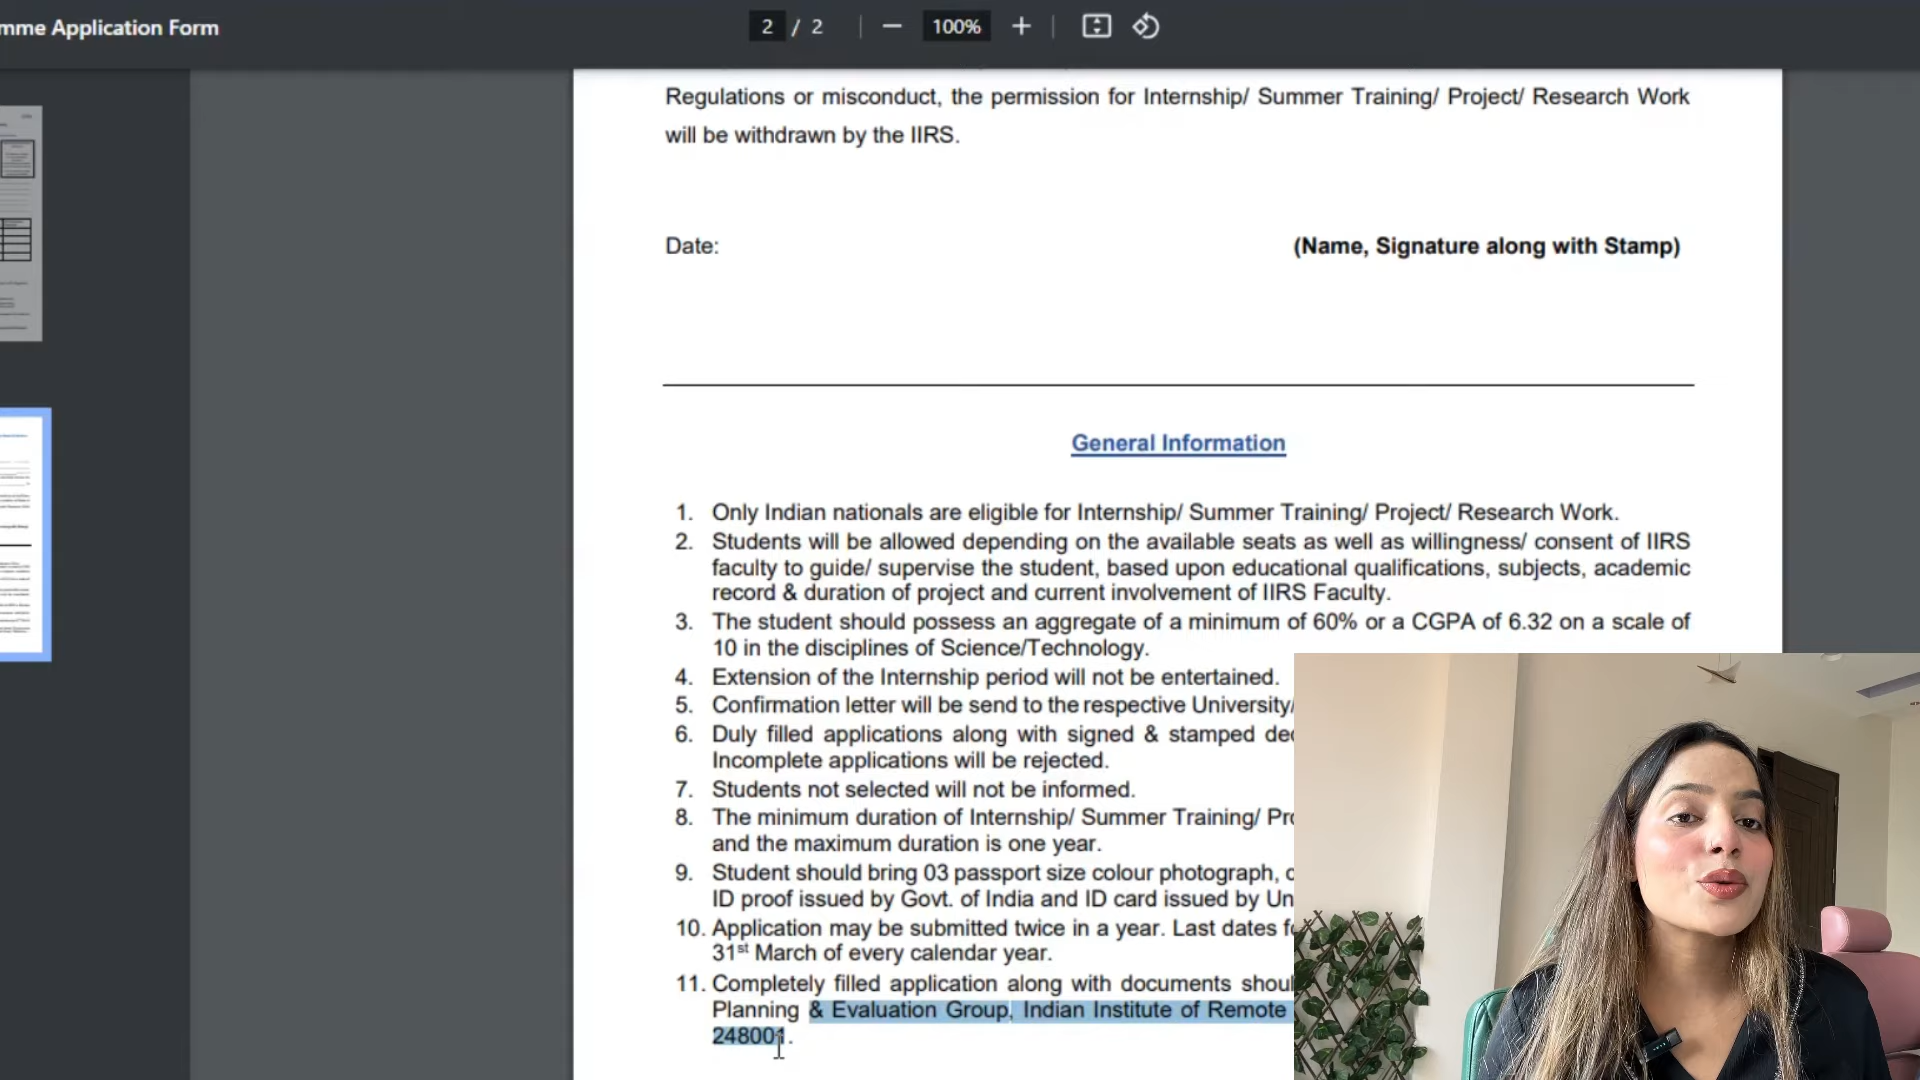 mme Application Form
2 / 2
100%
Regulations or misconduct, the permission for Internship/ Summer Training/ Project/ Research Work
will be withdrawn by the IIRS.
Date:
(Name, Signature along with Stamp)
General Information
1. Only Indian nationals are eligible for Internship/ Summer Training/ Project/ Research Work.
2. Students will be allowed depending on the available seats as well as willingness/ consent of IIRS
faculty to guide/ supervise the student, based upon educational qualifications, subjects, academic
record & duration of project and current involvement of IIRS Faculty.
3. The student should possess an aggregate of a minimum of 60% or a CGPA of 6.32 on a scale of
10 in the disciplines of Science/Technology.
4. Extension of the Internship period will not be entertained.
5. Confirmation letter will be send to the respective University/
6. Duly filled applications along with signed & stamped
Incomplete applications will be rejected.
7. Students not selected will not be informed.
8. The minimum duration of Internship/ Summer Training/
and the maximum duration is one year.
9. Student should bring 03 passport size colour photograph,
ID proof issued by Govt. of India and ID card issued by
10. Application may be submitted twice in a year. Last dates
31st March of every calendar year.
11. Completely filled application along with documents
Planning & Evaluation Group, Indian Institute of Remote
248001.